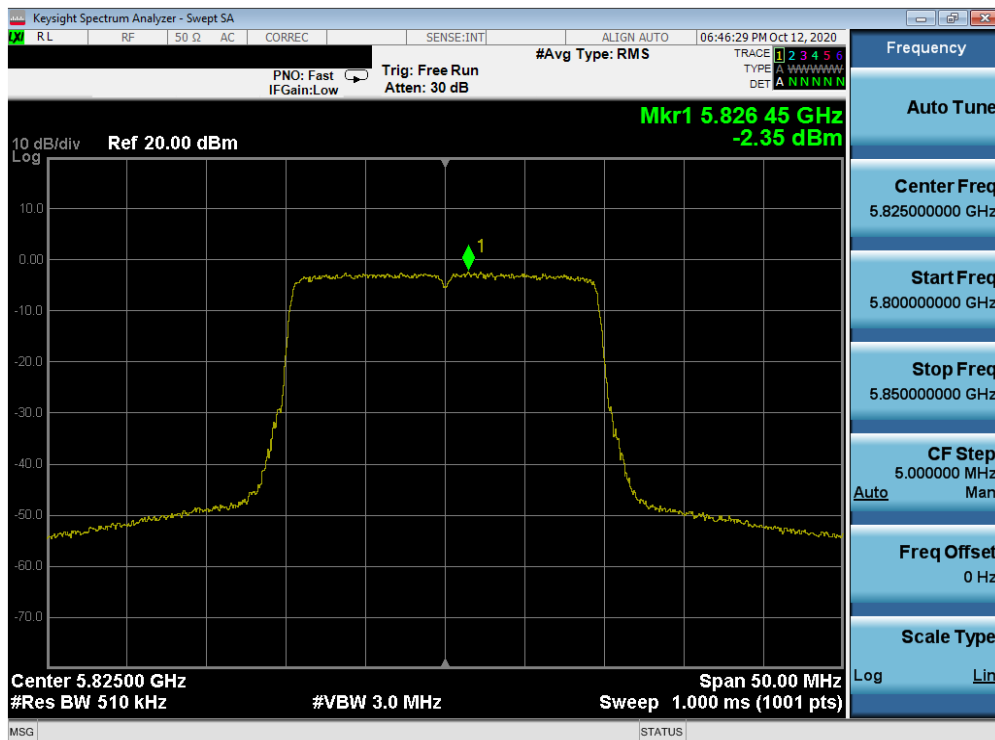 Keysight Spectrum Analyzer - Swept SA
LXI RL RF 50 Ω AC CORREC SENSE:INT ALIGN AUTO 06:46:29 PM Oct 12, 2020
PNO: Fast
IFGain:Low
Trig: Free Run
Atten: 30 dB
#Avg Type: RMS
TRACE 1 2 3 4 5 6
TYPE A WWWWW
DET A N N N N N
Mkr1 5.826 45 GHz
-2.35 dBm
10 dB/div
Log
Ref 20.00 dBm
10.0
0.00
-10.0
-20.0
-30.0
-40.0
-50.0
-60.0
-70.0
1
Center 5.82500 GHz
#Res BW 510 kHz
#VBW 3.0 MHz
Span 50.00 MHz
Sweep 1.000 ms (1001 pts)
MSG
STATUS
Frequency
Auto Tune
Center Freq
5.825000000 GHz
Start Freq
5.800000000 GHz
Stop Freq
5.850000000 GHz
CF Step
5.000000 MHz
Auto Man
Freq Offset
0 Hz
Scale Type
Log Lin